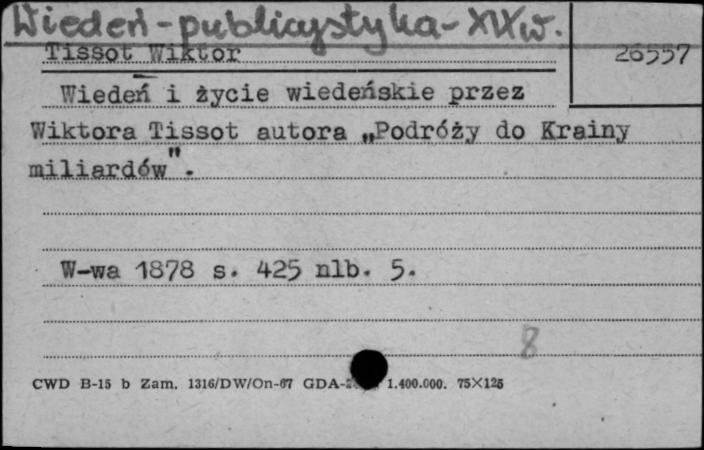 Wiedeń - publicystyka - XIX w.
Tissot Wiktor
26557
Wiedeń i życie wiedeńskie przez
Wiktora Tissot autora „Podróży do Krainy
miliardów".
W-wa 1878 s. 425 nlb. 5.
8
CWD B-15 b Zam. 1316/DW/On-67 GDA- 1.400.000. 75X125